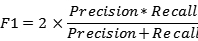 F1 = 2 × Precision * Recall / Precision + Recall